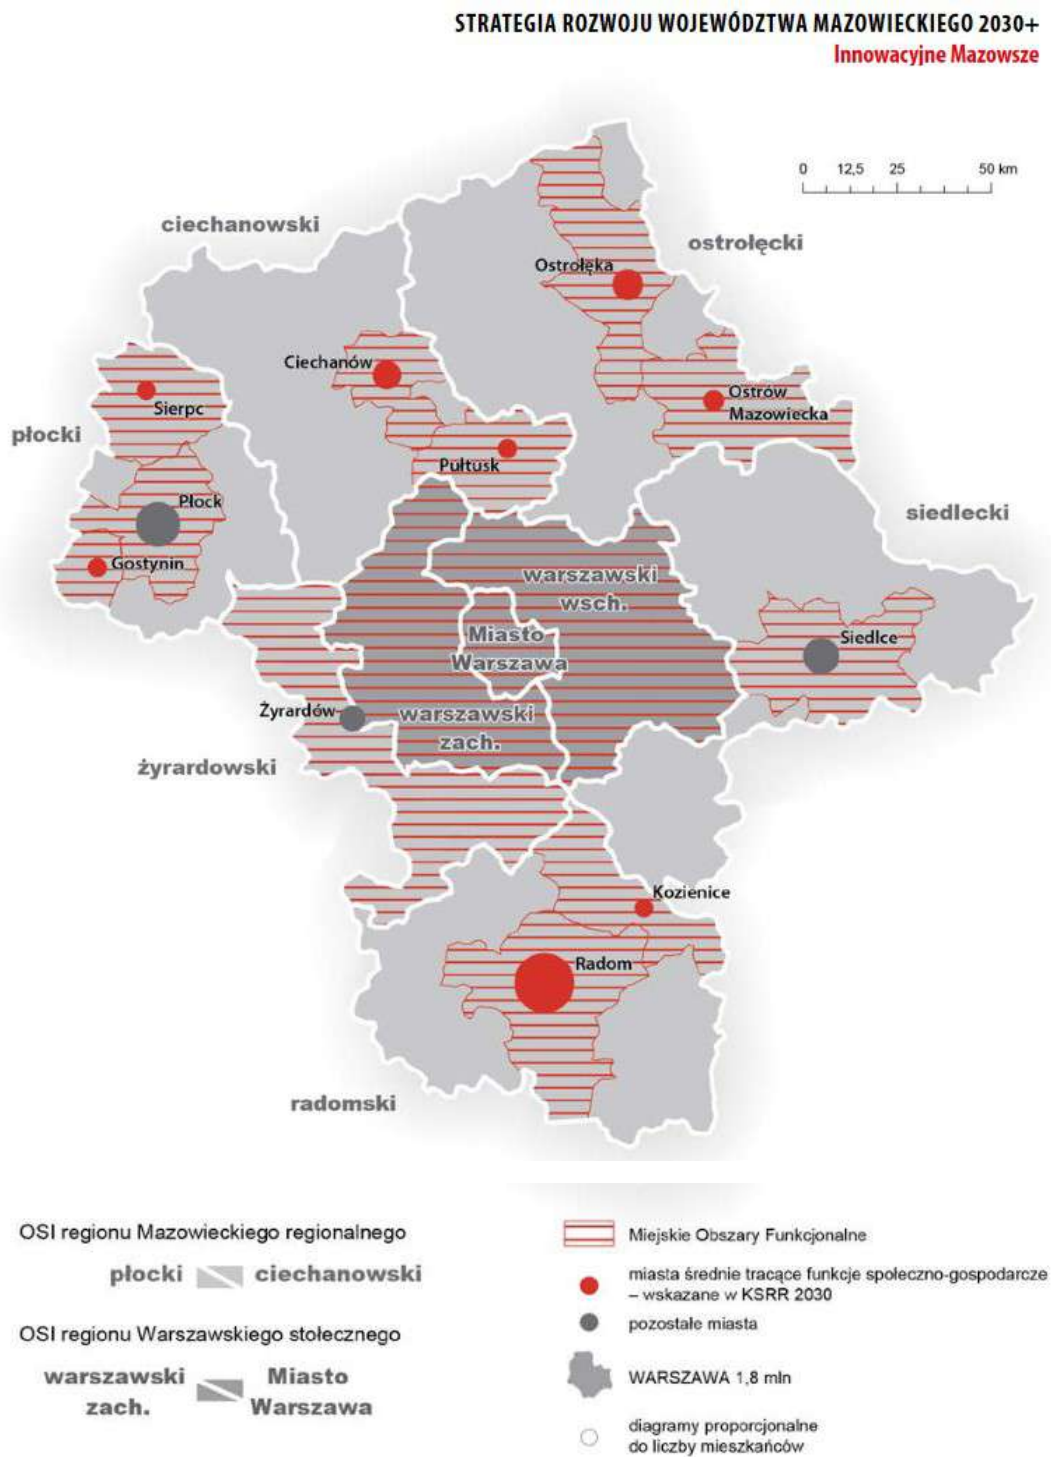 STRATEGIA ROZWOJU WOJEWÓDZTWA MAZOWIECKIEGO 2030+
Innowacyjne Mazowsze
0 12,5 25 50 km
ciechanowski
ostrołęcki
Ostrołęka
Ciechanów
Ostrów
Mazowiecka
Sierpc
płocki
Pułtusk
Płock
siedlecki
Gostynin
warszawski
wsch.
Miasto
Warszawa
Siedlce
Żyrardów
warszawski
zach.
żyrardowski
Kozienice
Radom
radomski
OSI regionu Mazowieckiego regionalnego
płocki ciechanowski
OSI regionu Warszawskiego stołecznego
warszawski
zach.
Miasto
Warszawa
Miejskie Obszary Funkcjonalne
miasta średnie tracące funkcje społeczno-gospodarcze
– wskazane w KSRR 2030
pozostałe miasta
WARSZAWA 1,8 mln
diagramy proporcjonalne
do liczby mieszkańców